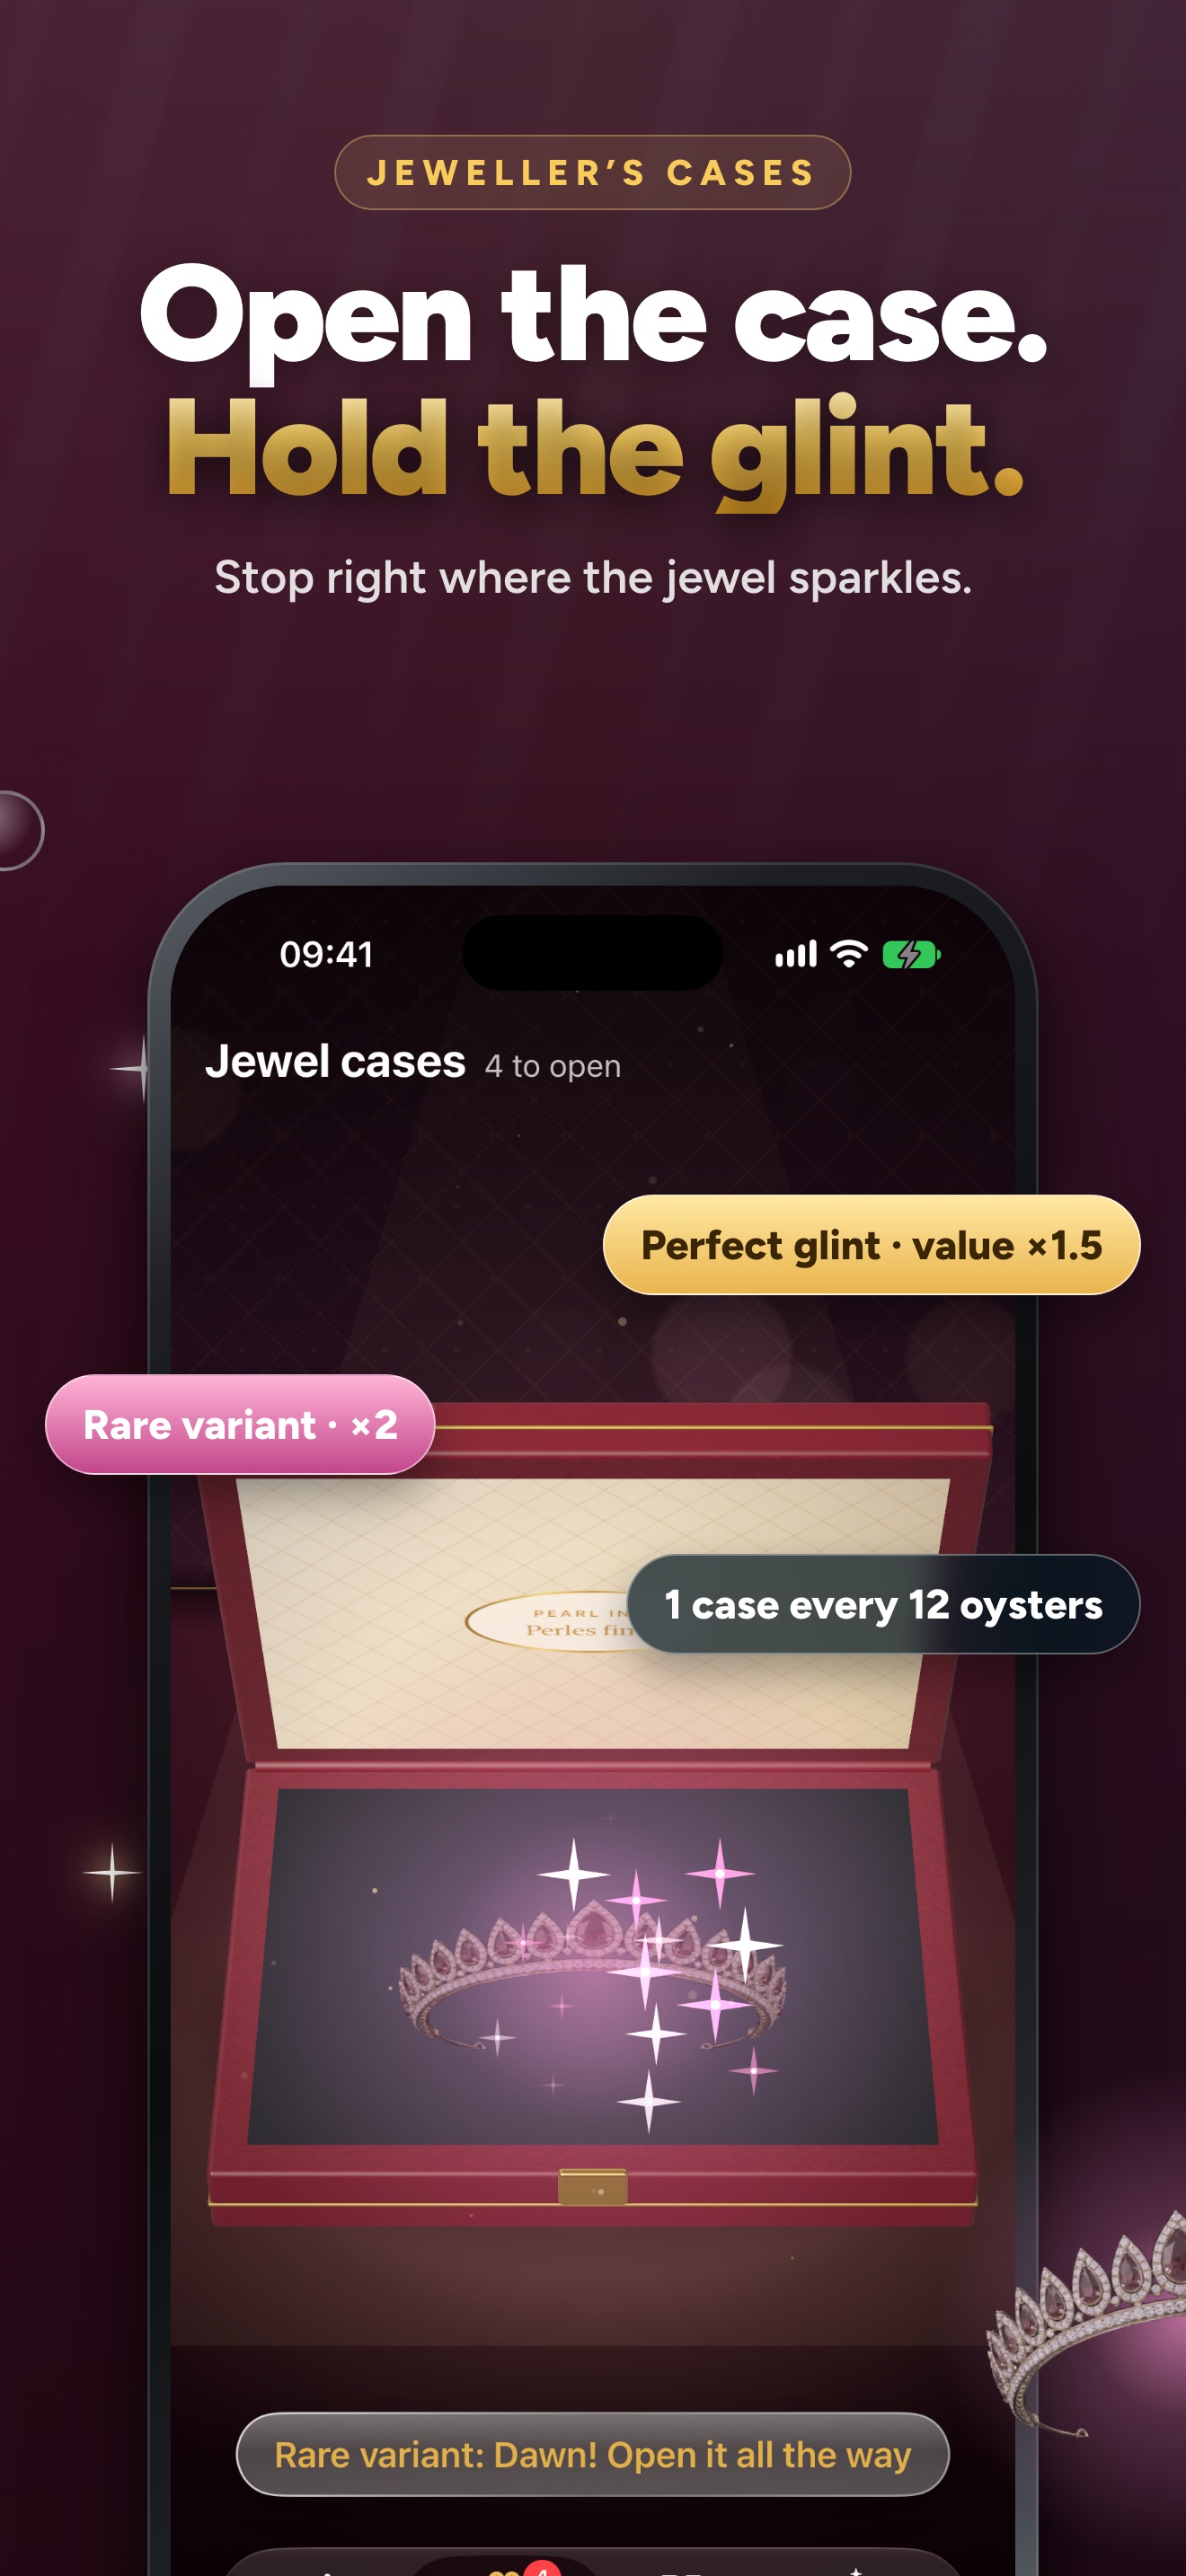 JEWELLER’S CASES
Open the case.
Hold the glint.
Stop right where the jewel sparkles.
09:41
Jewel cases 4 to open
Perfect glint · value ×1.5
Rare variant · ×2
1 case every 12 oysters
PEARL
Perles
Rare variant: Dawn! Open it all the way